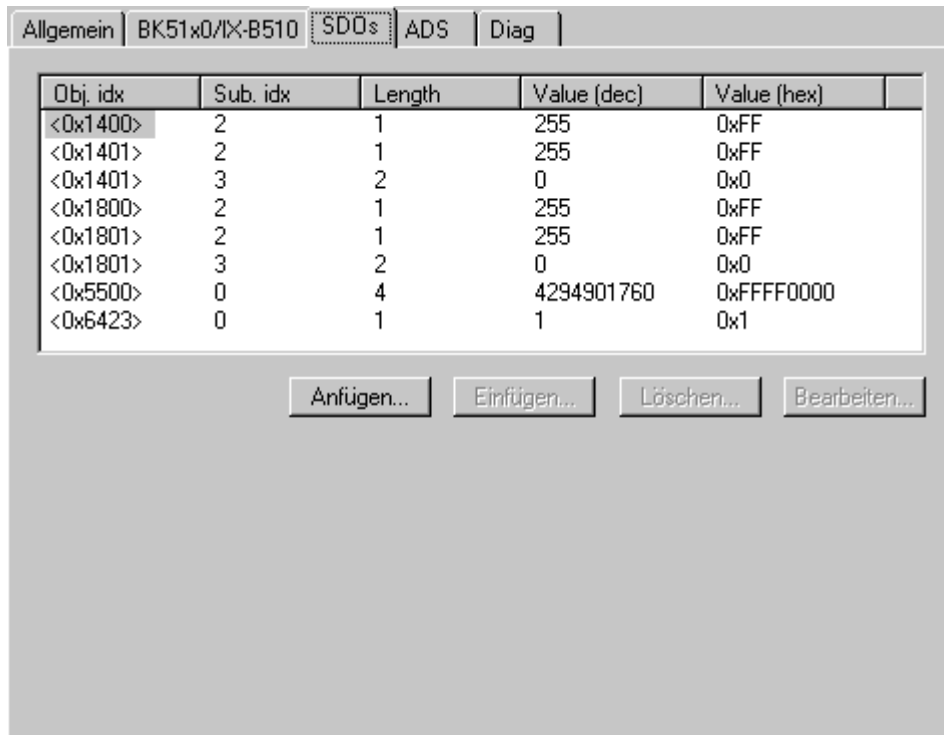 Allgemein BK51x0/IX-B510 SDOs ADS Diag
Obj. idx Sub. idx Length Value (dec) Value (hex)
<0x1400> 2 1 255 0xFF
<0x1401> 2 1 255 0xFF
<0x1401> 3 2 0 0x0
<0x1800> 2 1 255 0xFF
<0x1801> 2 1 255 0xFF
<0x1801> 3 2 0 0x0
<0x5500> 0 4 4294901760 0xFFFF0000
<0x6423> 0 1 1 0x1
Anfügen... Einfügen... Löschen... Bearbeiten...